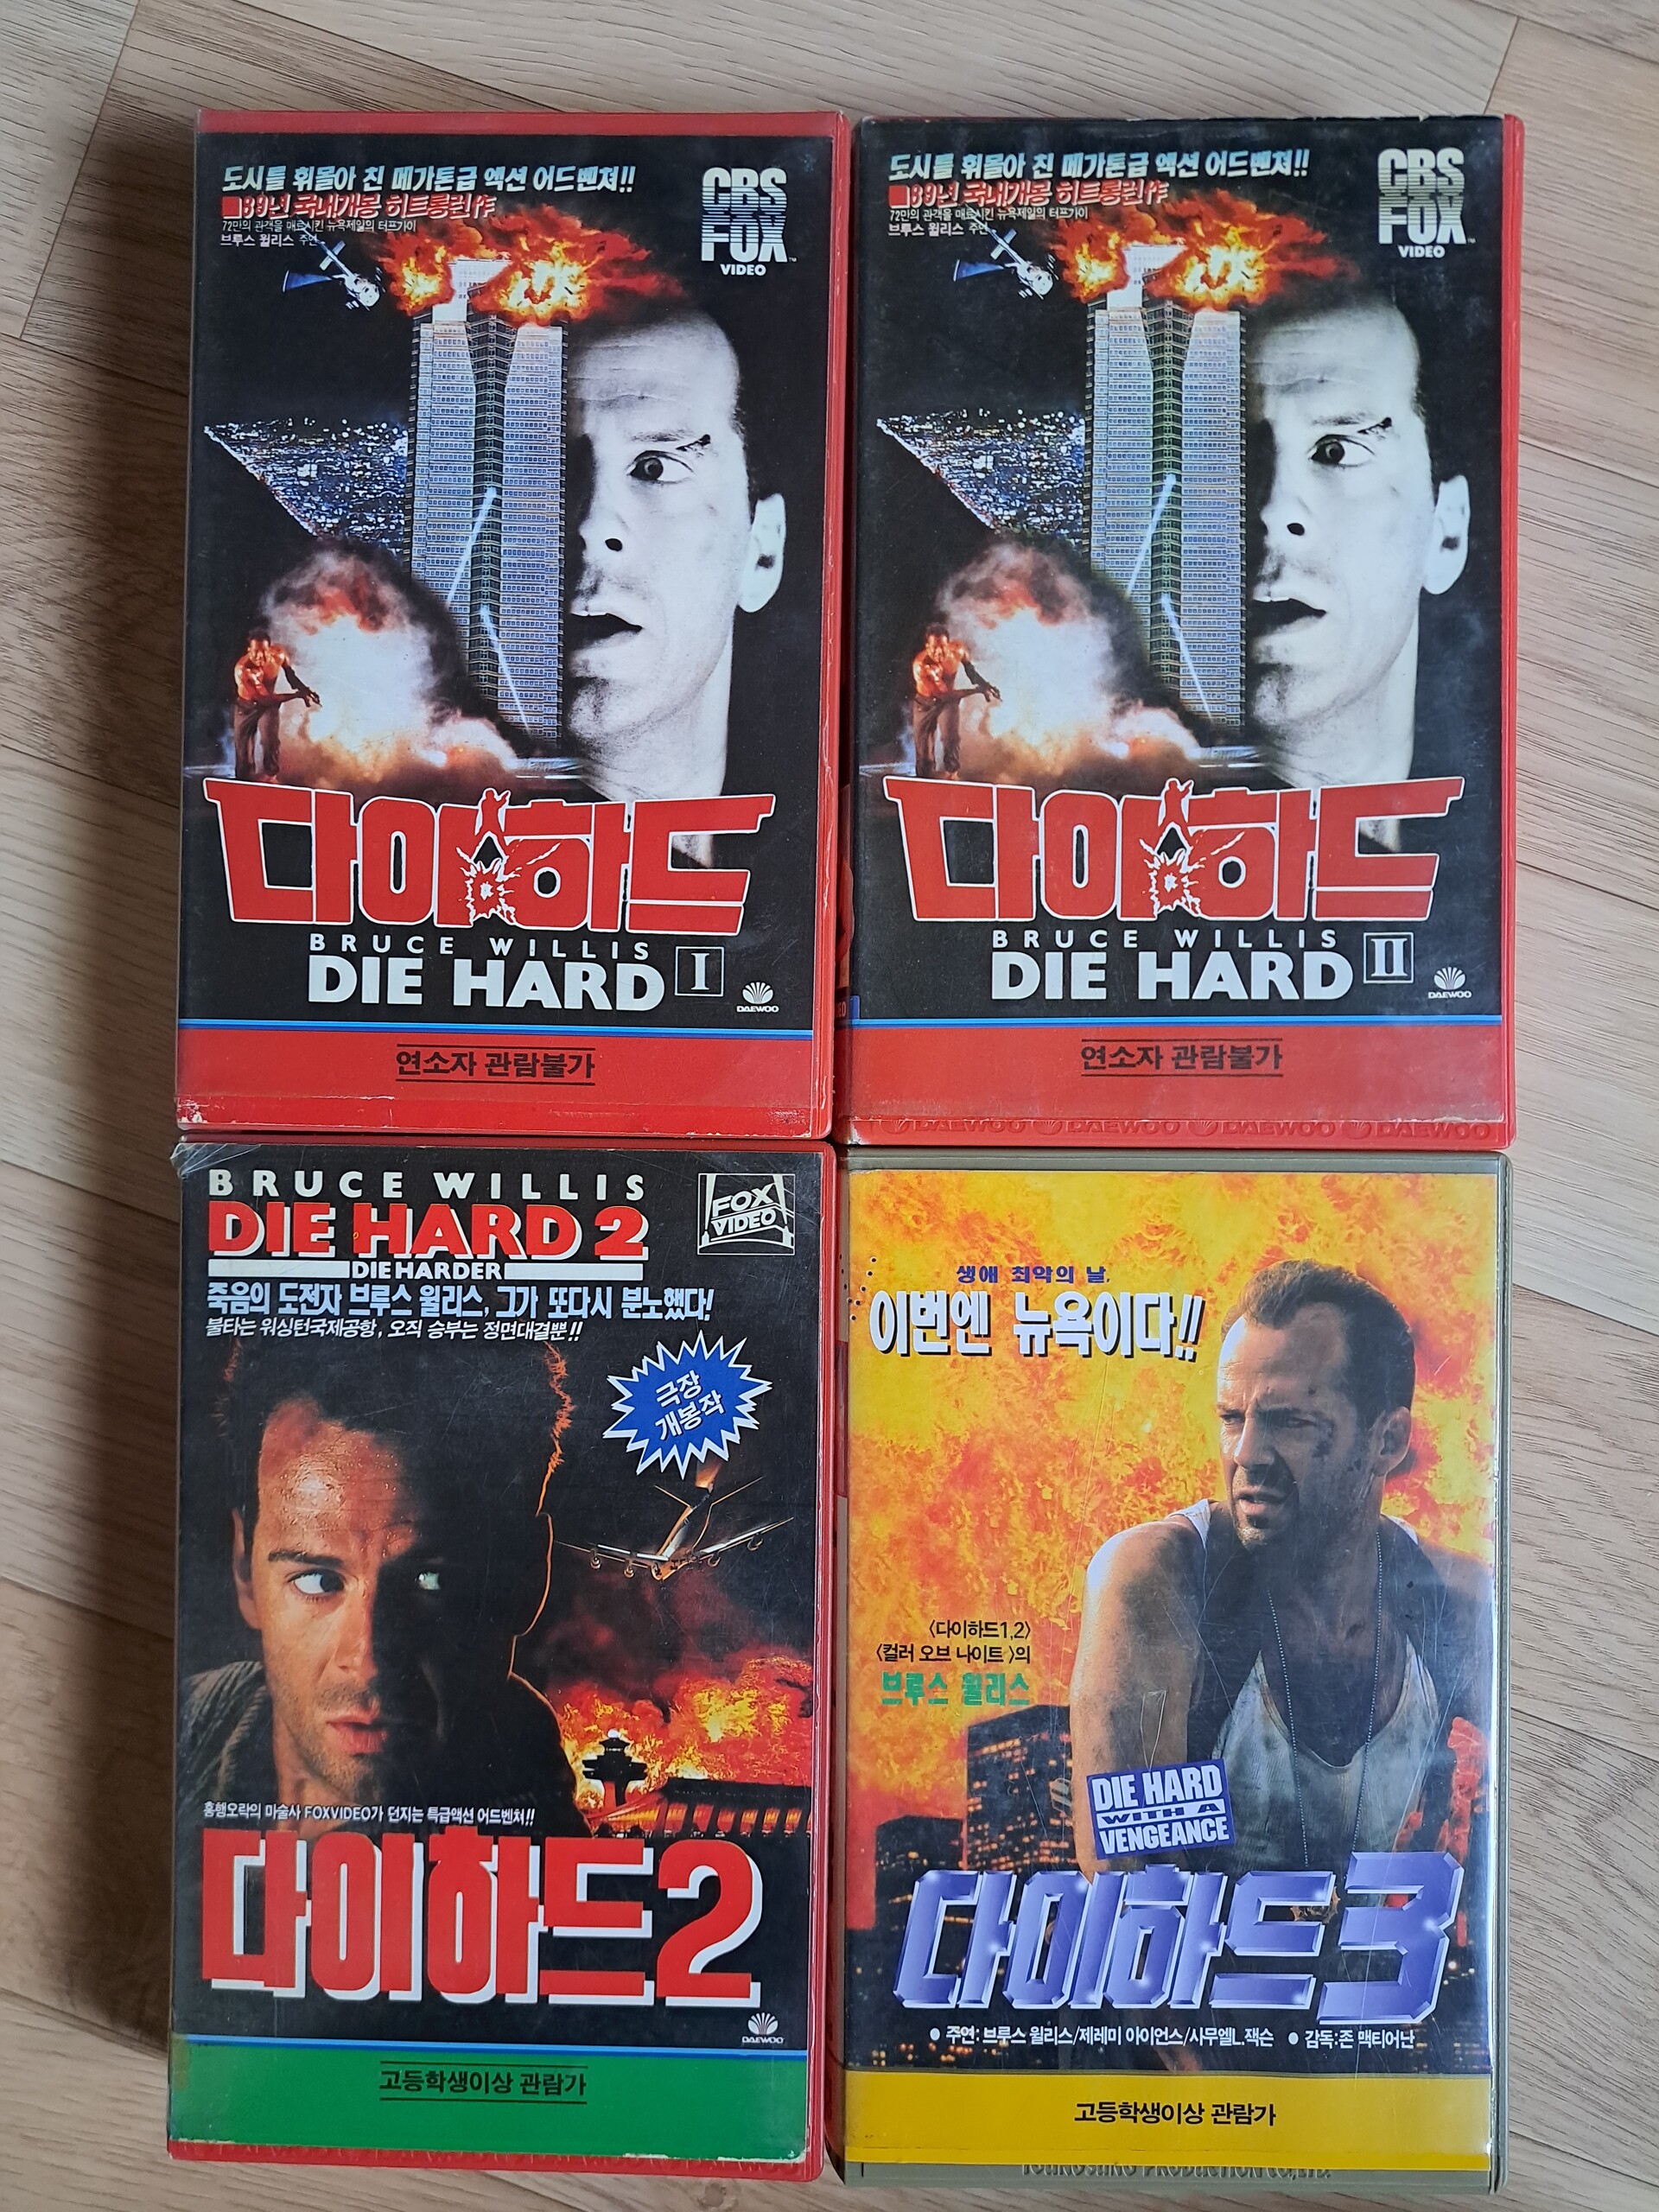 도시를 휘몰아 친 메가톤급 액션 어드벤쳐!!
■89년 국내개봉 히트통런作
72만의 관객을 매료시킨 뉴욕제일의 터프가이
브루스 윌리스 주연
CBS
FOX
VIDEO
다이하드
BRUCE WILLIS
DIE HARD I
DAEWOO
연소자 관람불가
도시를 휘몰아 친 메가톤급 액션 어드벤쳐!!
■89년 국내개봉 히트통런作
72만의 관객을 매료시킨 뉴욕제일의 터프가이
브루스 윌리스 주연
CBS
FOX
VIDEO
다이하드
BRUCE WILLIS
DIE HARD II
DAEWOO
연소자 관람불가
DAEWOO DAEWOO DAEWOO DAEWOO
BRUCE WILLIS
DIE HARD 2
DIE HARDER
FOX
VIDEO
죽음의 도전자 브루스 윌리스, 그가 또다시 분노했다!
불타는 워싱턴국제공항, 오직 승부는 정면대결뿐!!
극장
개봉작
흥행오락의 마술사 FOXVIDEO가 던지는 특급액션 어드벤쳐!!
다이하드2
DAEWOO
고등학생이상 관람가
생애 최악의 날,
이번엔 뉴욕이다!!
〈다이하드1,2〉
〈컬러 오브 나이트〉의
브루스 윌리스
DIE HARD
WITH A
VENGEANCE
다이하드3
● 주연: 브루스 윌리스/제레미 아이언스/사무엘L.잭슨 ● 감독:존 맥티어난
고등학생이상 관람가